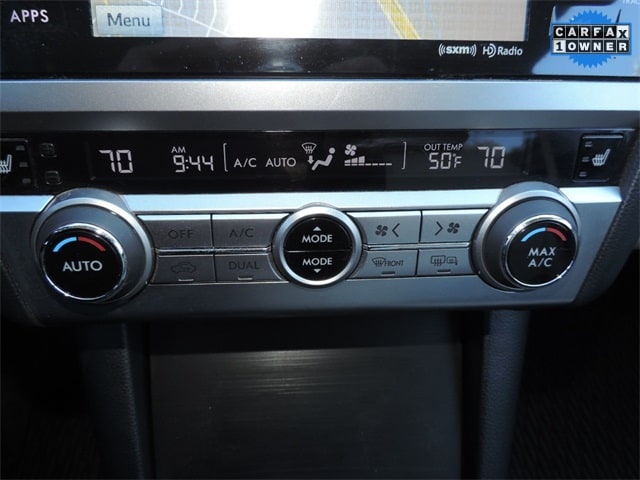 APPS
Menu
((sxm)) HD Radio
CARFAX
1 OWNER
70
AM
9:44
A/C AUTO
OUT TEMP
50°F
70
OFF
A/C
MODE
MODE
DUAL
FRONT
AUTO
MAX
A/C